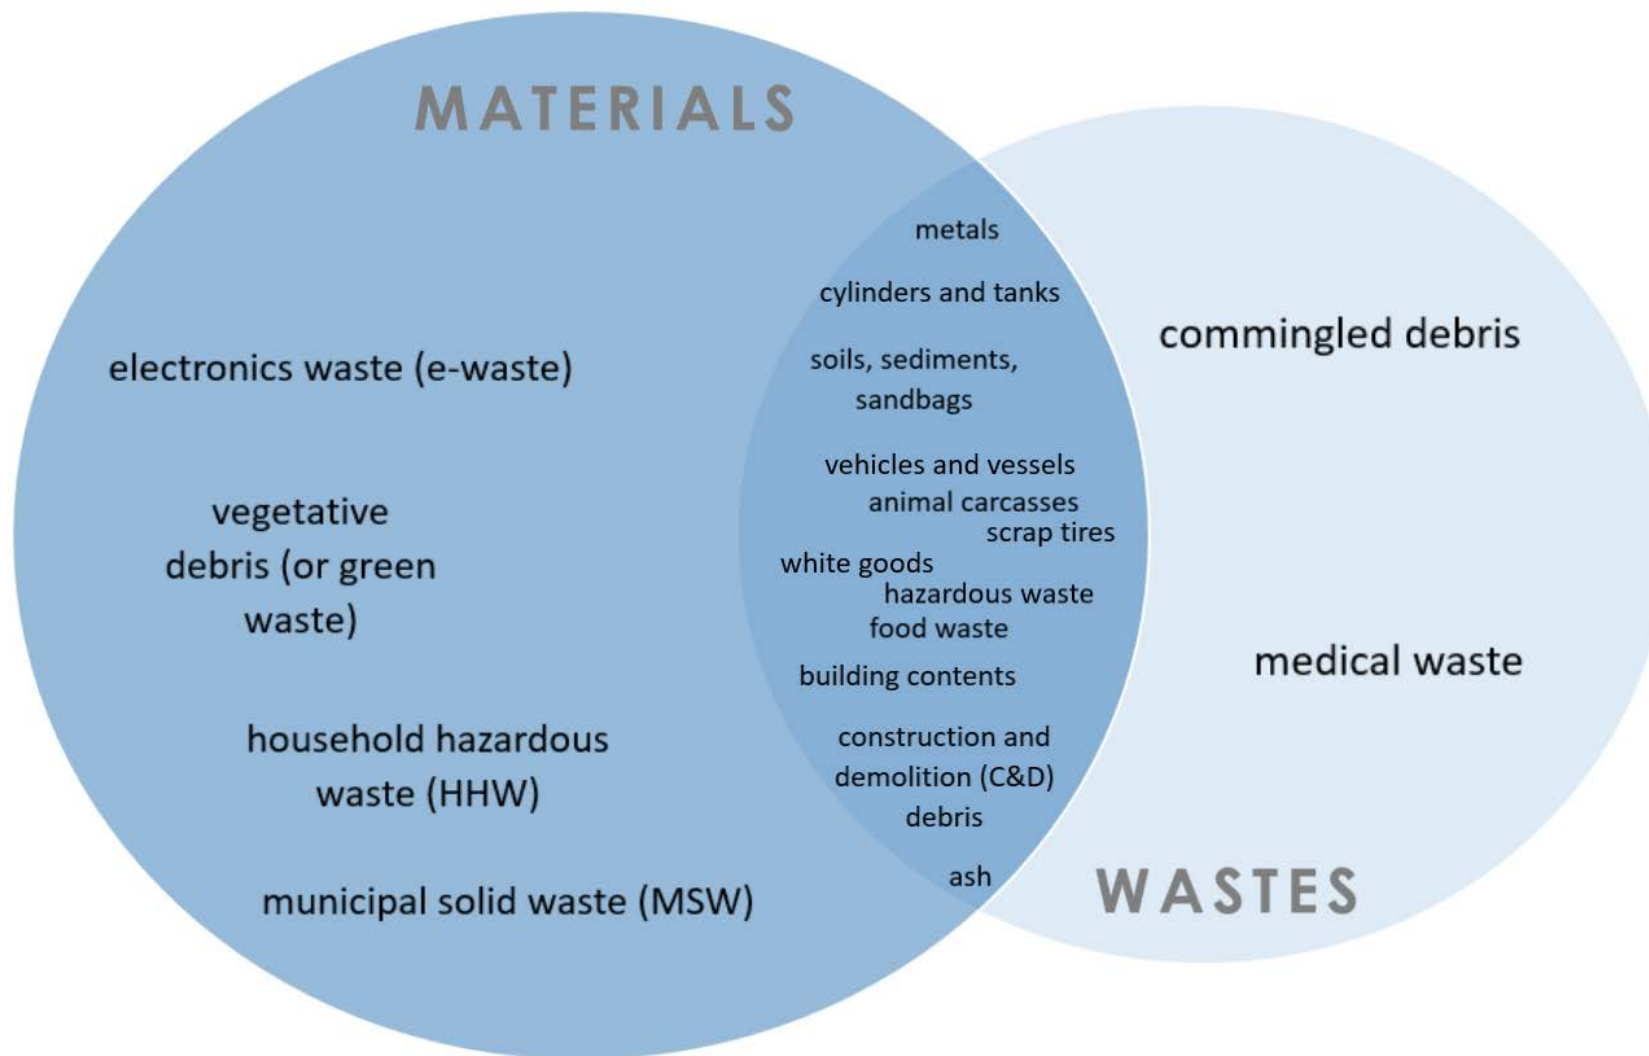 MATERIALS
electronics waste (e-waste)
vegetative
debris (or green
waste)
household hazardous
waste (HHW)
municipal solid waste (MSW)
metals
cylinders and tanks
soils, sediments,
sandbags
vehicles and vessels
animal carcasses
scrap tires
white goods
hazardous waste
food waste
building contents
construction and
demolition (C&D)
debris
ash
commingled debris
medical waste
WASTES